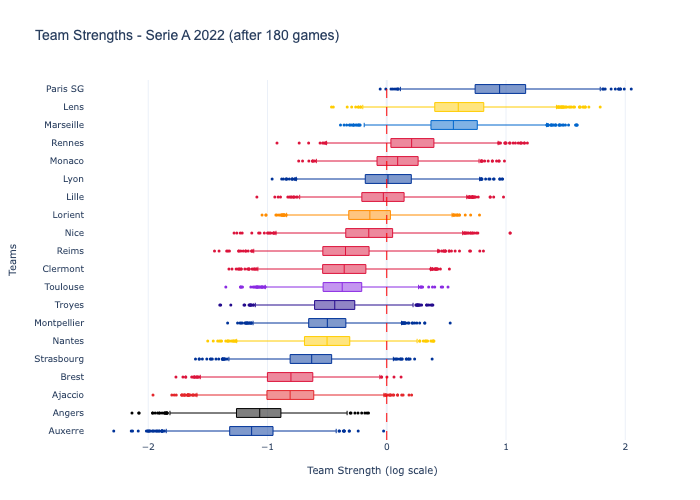 Team Strengths - Serie A 2022 (after 180 games)
Paris SG
Lens
Marseille
Rennes
Monaco
Lyon
Lille
Lorient
Nice
Reims
Clermont
Toulouse
Troyes
Montpellier
Nantes
Strasbourg
Brest
Ajaccio
Angers
Auxerre
Teams
−2 −1 0 1 2
Team Strength (log scale)